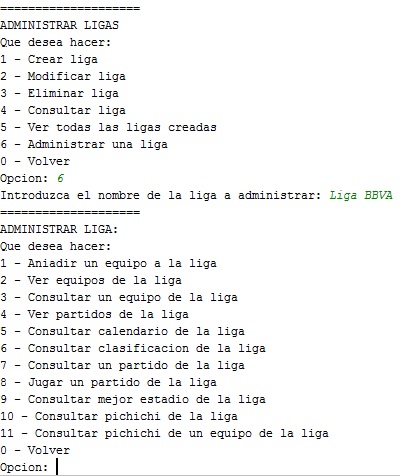 ====================
ADMINISTRAR LIGAS
Que desea hacer:
1 - Crear liga
2 - Modificar liga
3 - Eliminar liga
4 - Consultar liga
5 - Ver todas las ligas creadas
6 - Administrar una liga
0 - Volver
Opcion: 6
Introduzca el nombre de la liga a administrar: Liga BBVA
====================
ADMINISTRAR LIGA:
Que desea hacer:
1 - Aniadir un equipo a la liga
2 - Ver equipos de la liga
3 - Consultar un equipo de la liga
4 - Ver partidos de la liga
5 - Consultar calendario de la liga
6 - Consultar clasificacion de la liga
7 - Consultar un partido de la liga
8 - Jugar un partido de la liga
9 - Consultar mejor estadio de la liga
10 - Consultar pichichi de la liga
11 - Consultar pichichi de un equipo de la liga
0 - Volver
Opcion: